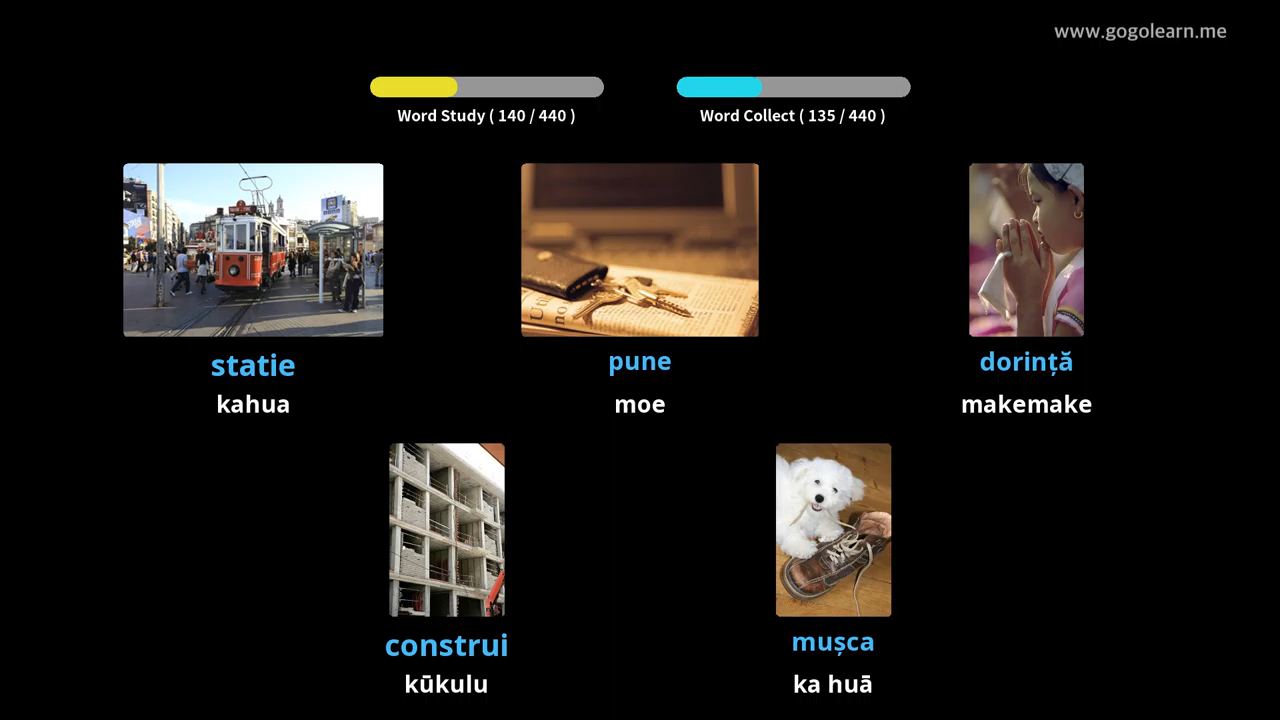 www.gogolearn.me
Word Study ( 140 / 440 )
Word Collect ( 135 / 440 )
statie
kahua
pune
moe
dorință
makemake
construi
kūkulu
mușca
ka huā